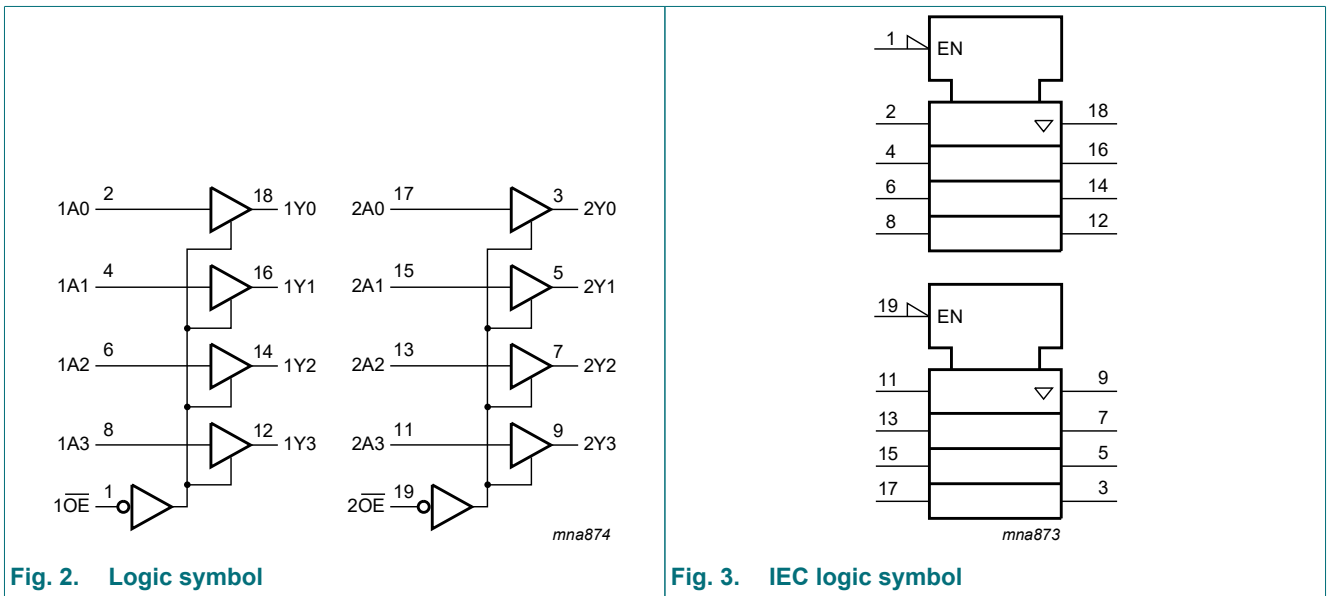 1A0 2 18 1Y0
1A1 4 16 1Y1
1A2 6 14 1Y2
1A3 8 12 1Y3
1O̅E̅ 1
2A0 17 3 2Y0
2A1 15 5 2Y1
2A2 13 7 2Y2
2A3 11 9 2Y3
2O̅E̅ 19
mna874
Fig. 2. Logic symbol
1 EN
2 18
4 16
6 14
8 12
19 EN
11 9
13 7
15 5
17 3
mna873
Fig. 3. IEC logic symbol